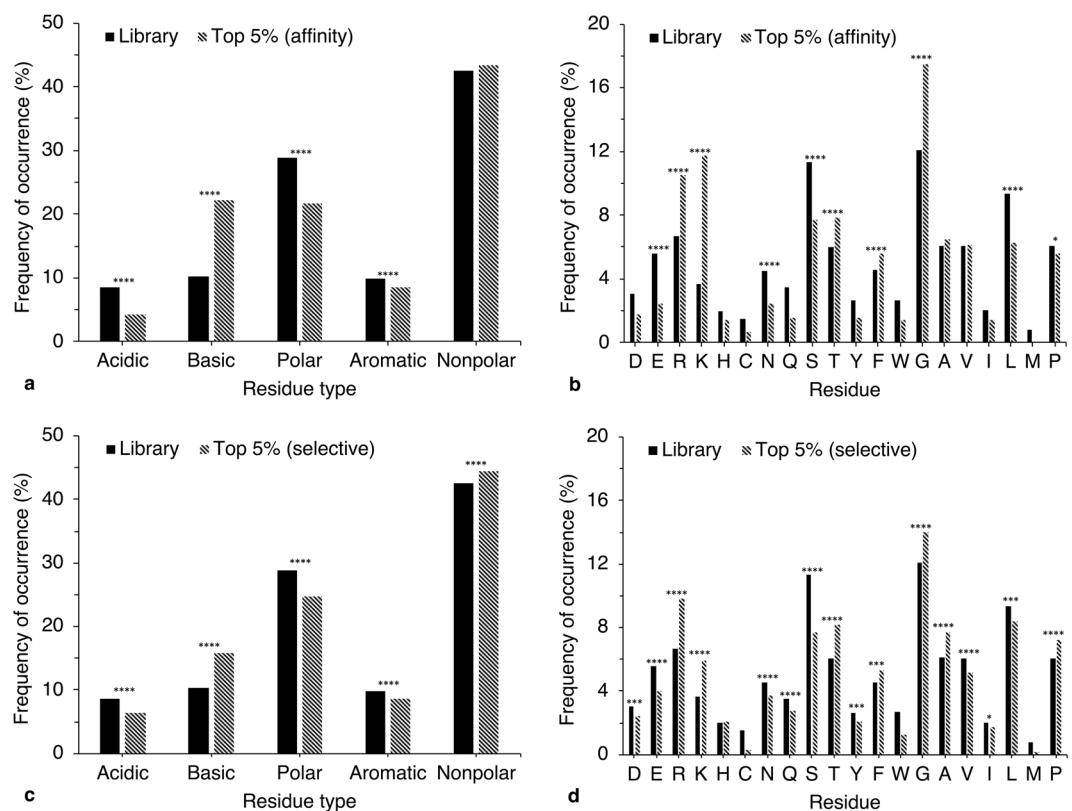 50
40
30
20
10
0
Frequency of occurrence (%)
Library
Top 5% (affinity)
****
****
****
****
Acidic
Basic
Polar
Aromatic
Nonpolar
Residue type
a
20
16
12
8
4
0
Frequency of occurrence (%)
Library
Top 5% (affinity)
****
****
****
****
****
****
****
****
****
*
D E R K H C N Q S T Y F W G A V I L M P
Residue
b
50
40
30
20
10
0
Frequency of occurrence (%)
Library
Top 5% (selective)
****
****
****
****
****
Acidic
Basic
Polar
Aromatic
Nonpolar
Residue type
c
20
16
12
8
4
0
Frequency of occurrence (%)
Library
Top 5% (selective)
***
****
****
****
****
****
****
****
***
***
****
****
****
*
***
****
D E R K H C N Q S T Y F W G A V I L M P
Residue
d